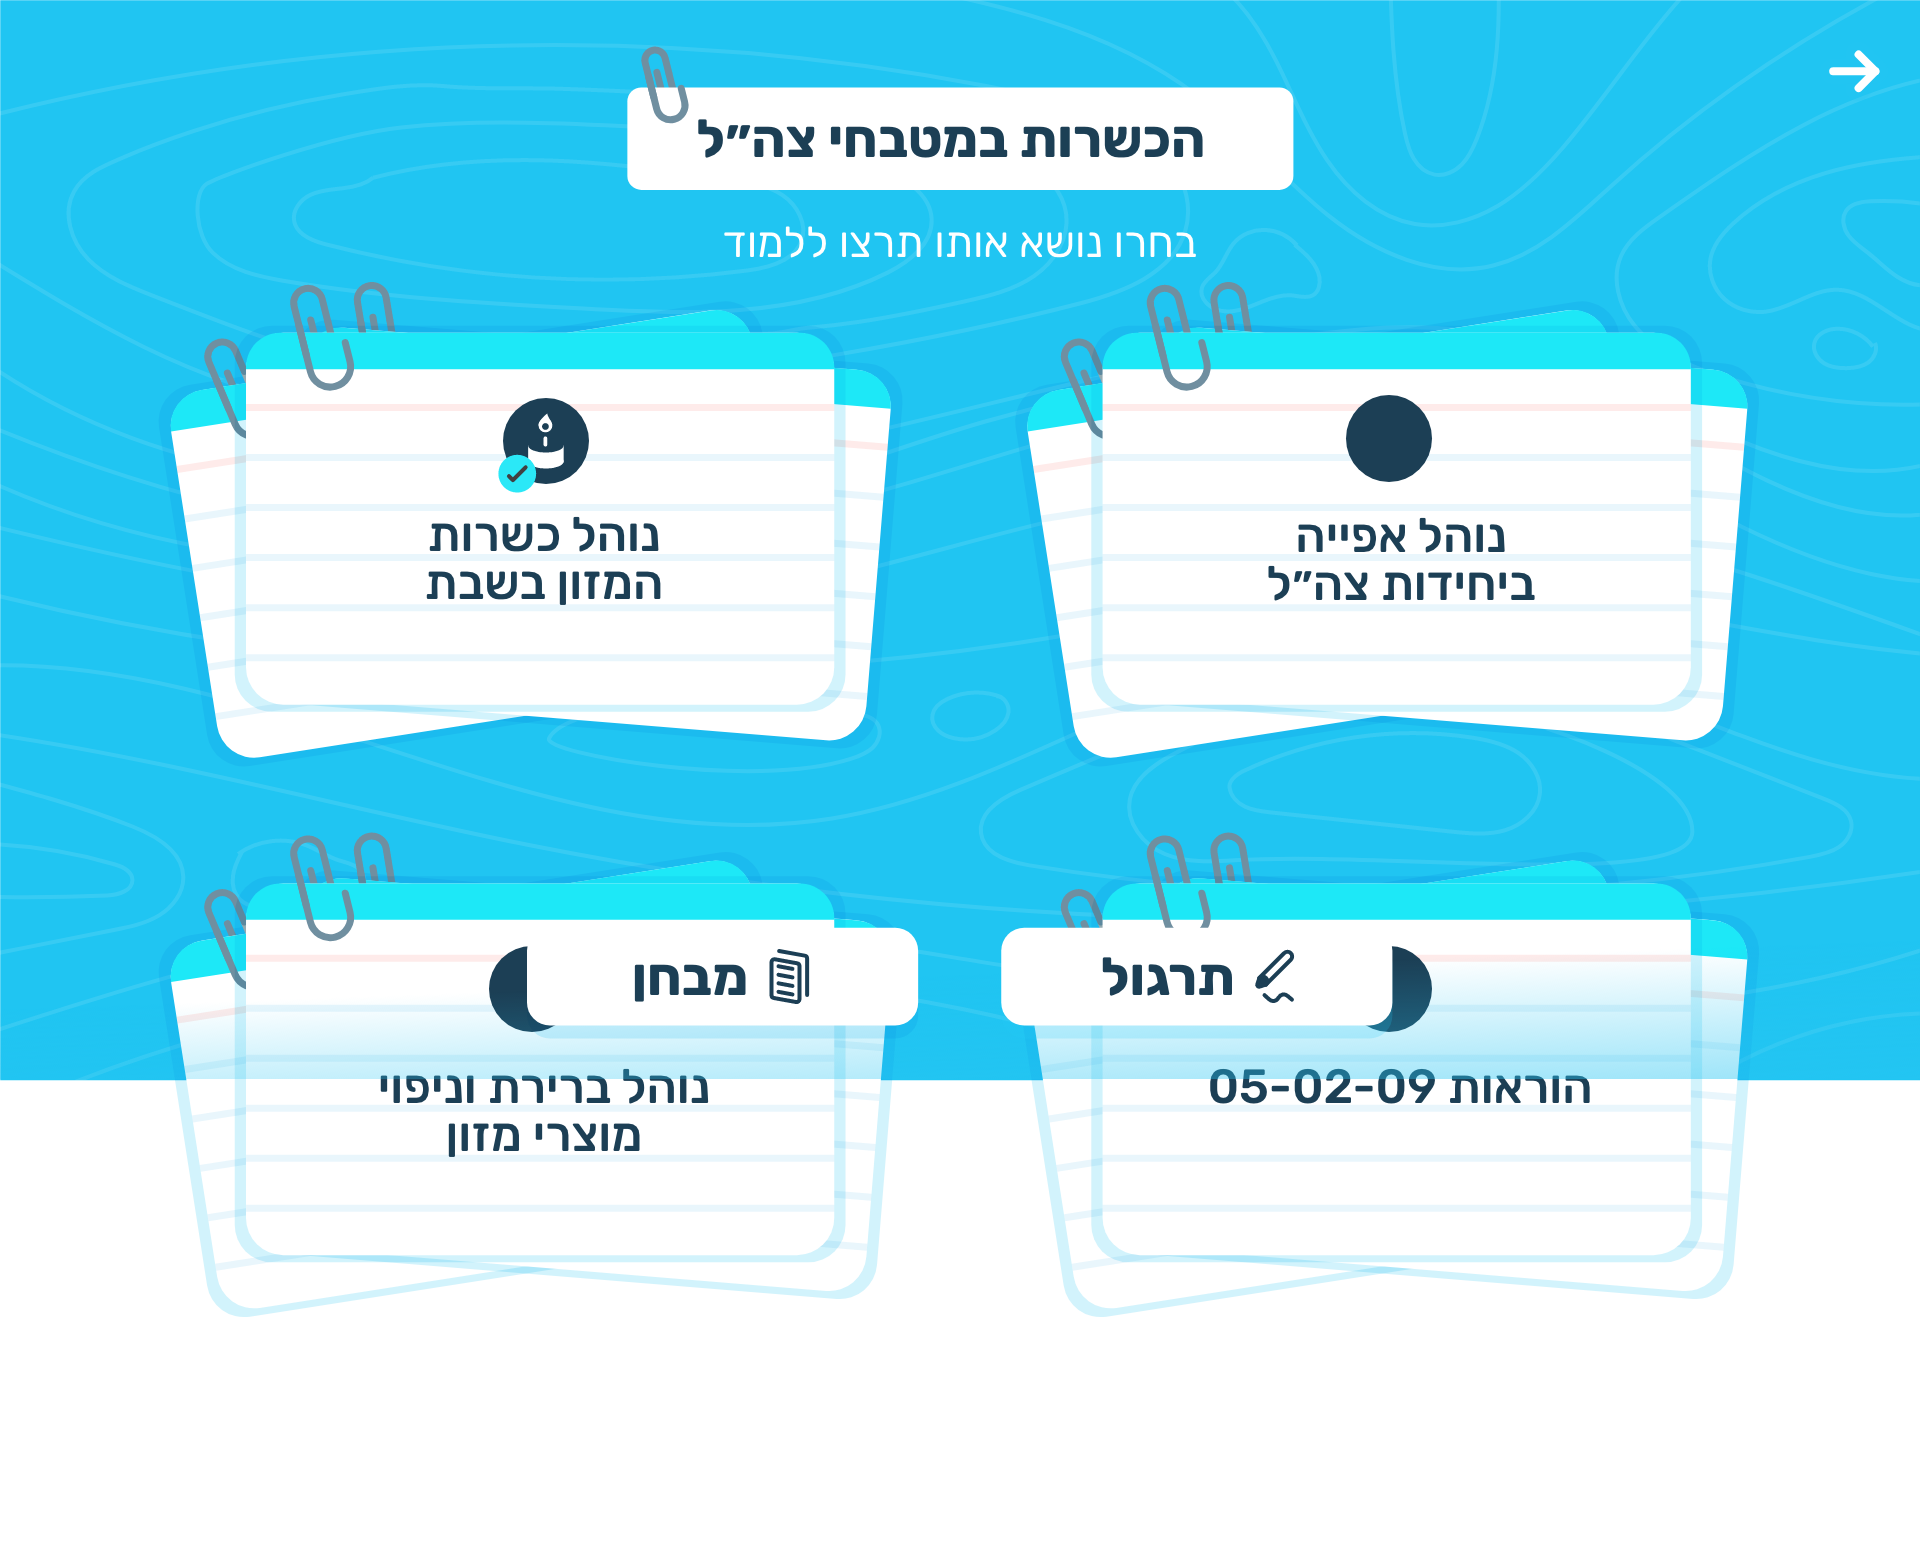 הכשרות במטבחי צה״ל
בחרו נושא אותו תרצו ללמוד
נוהל אפייה
ביחידות צה״ל
נוהל כשרות
המזון בשבת
תרגול
מבחן
הוראות 05-02-09
נוהל ברירת וניפוי
מוצרי מזון